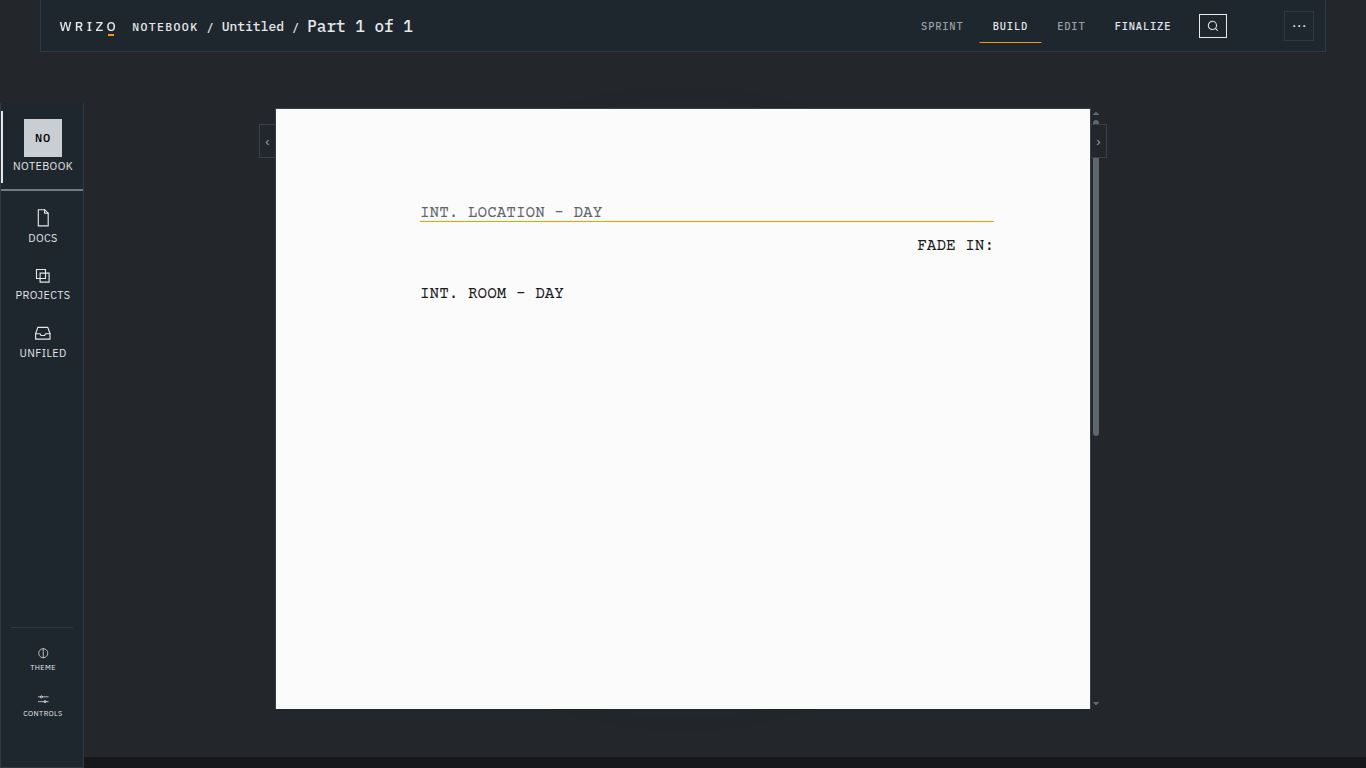 WRIZO NOTEBOOK / Untitled / Part 1 of 1 SPRINT BUILD EDIT FINALIZE
NO
NOTEBOOK
DOCS
PROJECTS
UNFILED
THEME
CONTROLS
INT. LOCATION - DAY
FADE IN:
INT. ROOM - DAY